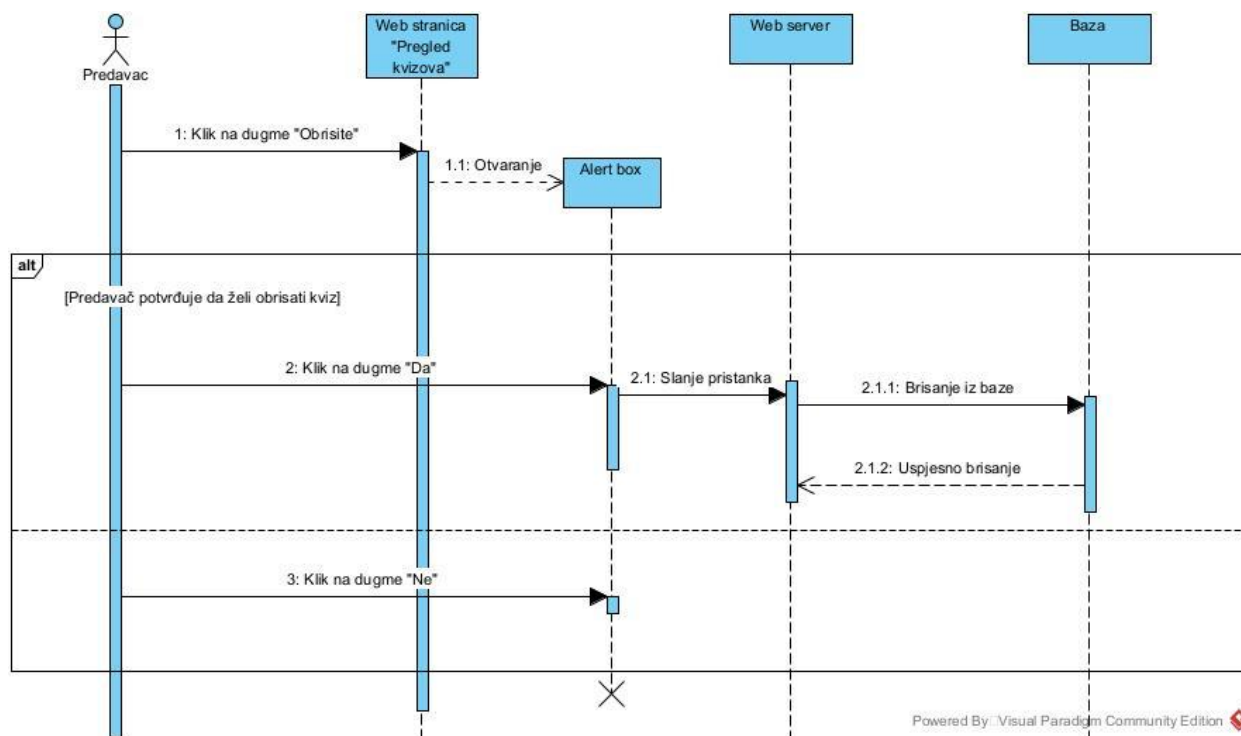 Predavac
Web stranica
"Pregled
kvizova"
Web server
Baza
1: Klik na dugme "Obrisite"
1.1: Otvaranje
Alert box
alt
[Predavač potvrđuje da želi obrisati kviz]
2: Klik na dugme "Da"
2.1: Slanje pristanka
2.1.1: Brisanje iz baze
2.1.2: Uspjesno brisanje
3: Klik na dugme "Ne"
Powered By Visual Paradigm Community Edition